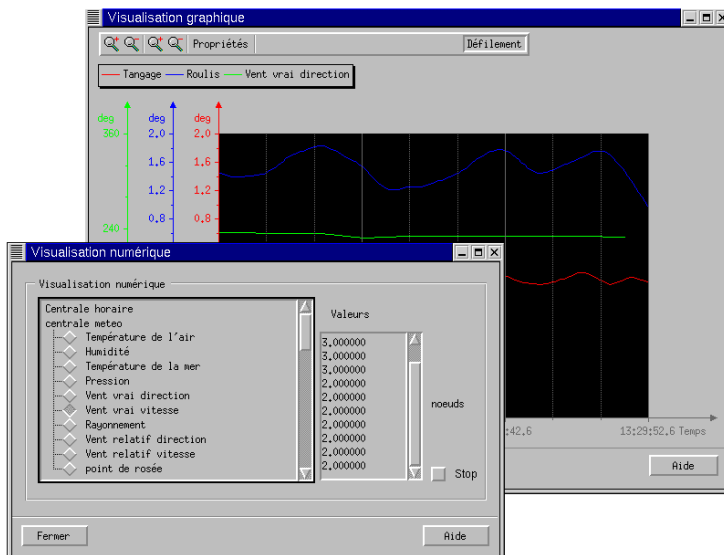 Visualisation graphique
Propriétés
Défilement
Tangage Roulis Vent vrai direction
deg deg deg
360 2.0 2.0
1.6 1.6
1.2 1.2
240 0.8 0.8
:42.6 13:29:52.6 Temps
Aide
Visualisation numérique
Visualisation numérique
Centrale horaire
centrale meteo
Température de l'air
Humidité
Température de la mer
Pression
Vent vrai direction
Vent vrai vitesse
Rayonnement
Vent relatif direction
Vent relatif vitesse
point de rosée
Valeurs
3,000000
3,000000
3,000000
2,000000
2,000000
2,000000
2,000000
2,000000
2,000000
2,000000
noeuds
Stop
Fermer
Aide